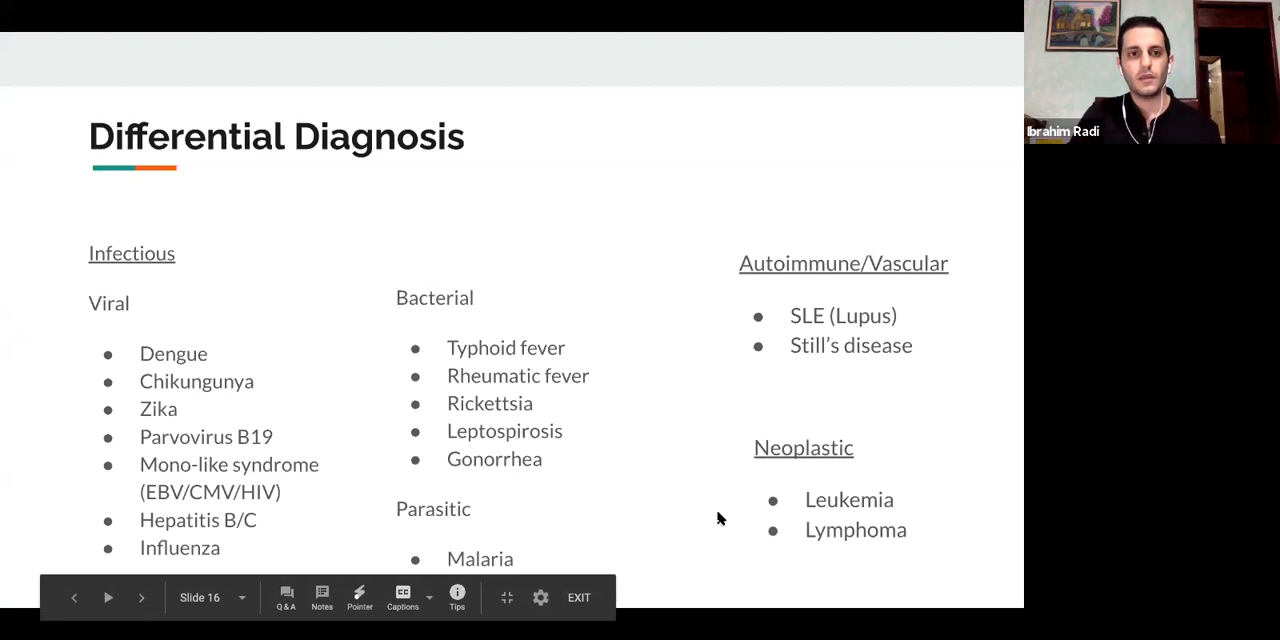 Differential Diagnosis
Infectious
Viral
Dengue
Chikungunya
Zika
Parvovirus B19
Mono-like syndrome
(EBV/CMV/HIV)
Hepatitis B/C
Influenza
Bacterial
Typhoid fever
Rheumatic fever
Rickettsia
Leptospirosis
Gonorrhea
Parasitic
Malaria
Autoimmune/Vascular
SLE (Lupus)
Still’s disease
Neoplastic
Leukemia
Lymphoma
Ibrahim Radi
Slide 16
Q & A
Notes
Pointer
CC
Captions
Tips
EXIT